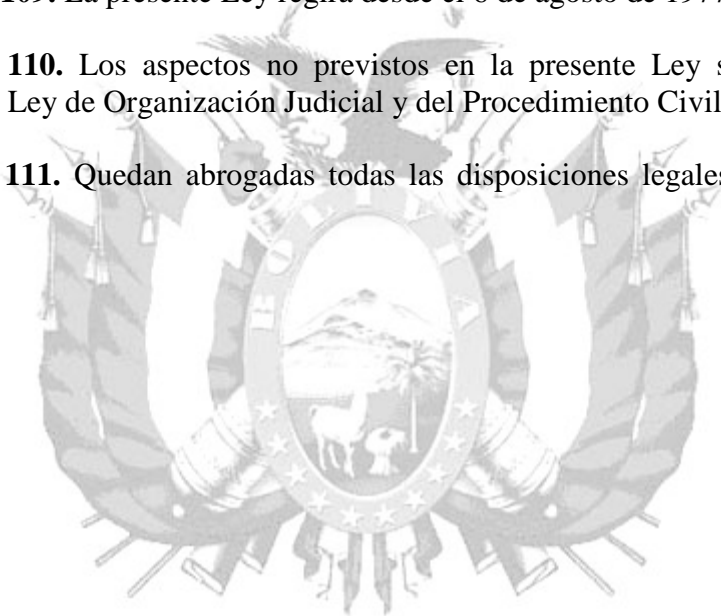 109. La presente Ley regirá desde el 6 de agosto de 1977
110. Los aspectos no previstos en la presente Ley s
Ley de Organización Judicial y del Procedimiento Civil
111. Quedan abrogadas todas las disposiciones legales